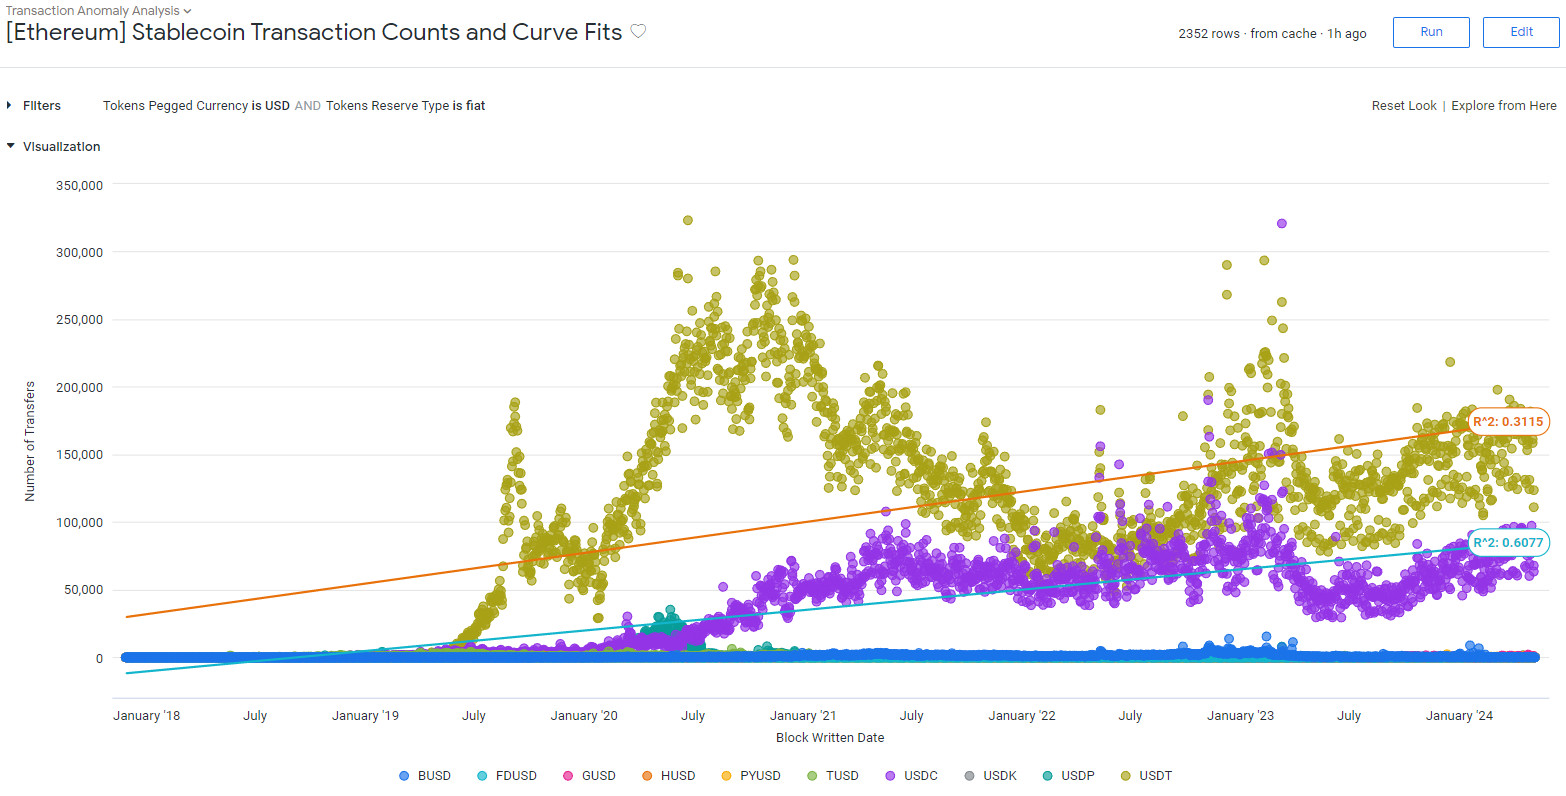 Transaction Anomaly Analysis
[Ethereum] Stablecoin Transaction Counts and Curve Fits
2352 rows · from cache · 1h ago
Run
Edit
Filters
Tokens Pegged Currency is USD AND Tokens Reserve Type is fiat
Reset Look | Explore from Here
Visualization
350,000
300,000
250,000
200,000
150,000
100,000
50,000
0
Number of Transfers
R^2: 0.3115
R^2: 0.6077
January '18 July January '19 July January '20 July January '21 July January '22 July January '23 July January '24
Block Written Date
BUSD FDUSD GUSD HUSD PYUSD TUSD USDC USDK USDP USDT